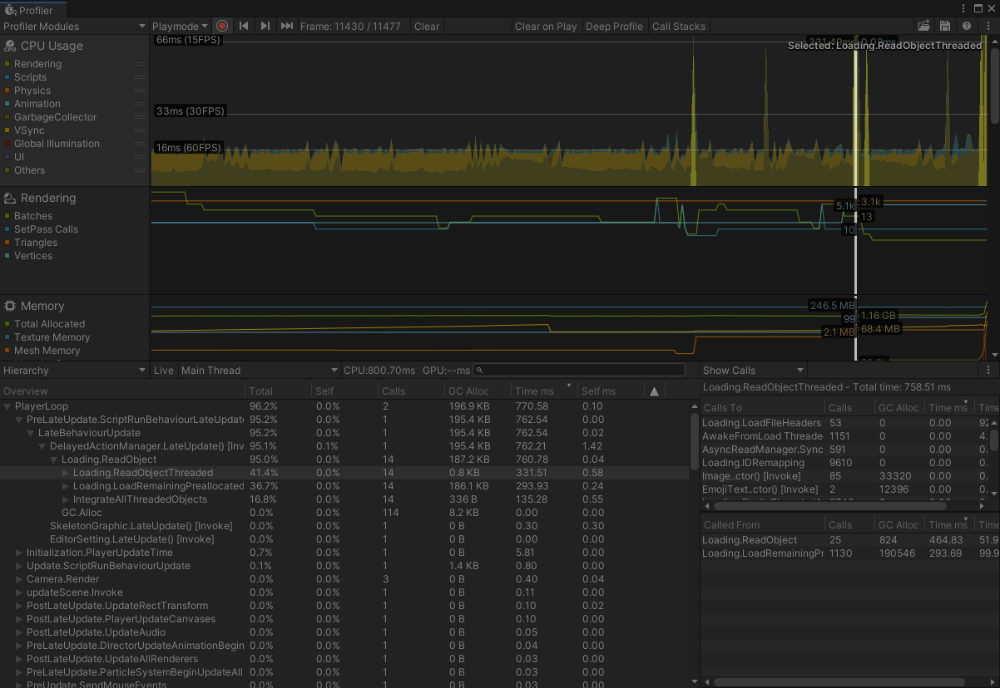 Profiler
Profiler Modules Playmode Frame: 11430 / 11477 Clear Clear on Play Deep Profile Call Stacks
CPU Usage
Rendering
Scripts
Physics
Animation
GarbageCollector
VSync
Global Illumination
UI
Others
66ms (15FPS)
33ms (30FPS)
16ms (60FPS)
Selected: Loading.ReadObjectThreaded
Rendering
Batches
SetPass Calls
Triangles
Vertices
5.1k 3.1k
13
10
Memory
Total Allocated
Texture Memory
Mesh Memory
246.5 MB
99 1.16 GB
2.1 MB 68.4 MB
Hierarchy Live Main Thread CPU:800.70ms GPU:--ms
Overview Total Self Calls GC Alloc Time ms Self ms
PlayerLoop 96.2% 0.0% 2 196.9 KB 770.58 0.10
PreLateUpdate.ScriptRunBehaviourLateUpdat 95.2% 0.0% 1 195.4 KB 762.54 0.00
LateBehaviourUpdate 95.2% 0.0% 1 195.4 KB 762.54 0.02
DelayedActionManager.LateUpdate() [Inv 95.1% 0.1% 1 195.4 KB 762.21 1.42
Loading.ReadObject 95.0% 0.0% 14 187.2 KB 760.78 0.04
Loading.ReadObjectThreaded 41.4% 0.0% 14 0.8 KB 331.51 0.58
Loading.LoadRemainingPreallocated 36.7% 0.0% 14 186.1 KB 293.93 0.24
IntegrateAllThreadedObjects 16.8% 0.0% 14 336 B 135.28 0.55
GC.Alloc 0.0% 0.0% 114 8.2 KB 0.00 0.00
SkeletonGraphic.LateUpdate() [Invoke] 0.0% 0.0% 1 0 B 0.30 0.30
EditorSetting.LateUpdate() [Invoke] 0.0% 0.0% 1 0 B 0.00 0.00
Initialization.PlayerUpdateTime 0.7% 0.0% 1 0 B 5.81 0.00
Update.ScriptRunBehaviourUpdate 0.1% 0.0% 1 1.4 KB 0.80 0.00
Camera.Render 0.0% 0.0% 3 0 B 0.40 0.04
updateScene.Invoke 0.0% 0.0% 1 0 B 0.11 0.00
PostLateUpdate.UpdateRectTransform 0.0% 0.0% 1 0 B 0.10 0.02
PostLateUpdate.PlayerUpdateCanvases 0.0% 0.0% 1 0 B 0.10 0.00
PostLateUpdate.UpdateAudio 0.0% 0.0% 1 0 B 0.05 0.00
PreLateUpdate.DirectorUpdateAnimationBegin 0.0% 0.0% 1 0 B 0.04 0.00
PostLateUpdate.UpdateAllRenderers 0.0% 0.0% 1 0 B 0.03 0.00
PreLateUpdate.ParticleSystemBeginUpdateAll 0.0% 0.0% 1 0 B 0.03 0.00
PreUpdate.SendMouseEvents 0.0% 0.0% 1 0 B 0.03 0.00
Show Calls
Loading.ReadObjectThreaded - Total time: 758.51 ms
Calls To Calls GC Alloc Time ms Time
Loading.LoadFileHeaders 53 0 0.00 92
AwakeFromLoad Threade 1151 0 0.00 4.
AsyncReadManager.Sync 591 0 0.00
Loading.IDRemapping 9610 0 0.00
Image..ctor() [Invoke] 85 33320 0.00
EmojiText..ctor() [Invoke] 2 12396 0.00
Called From Calls GC Alloc Time ms Time
Loading.ReadObject 25 824 464.83 51.9
Loading.LoadRemainingPr 1130 190546 293.69 99.9